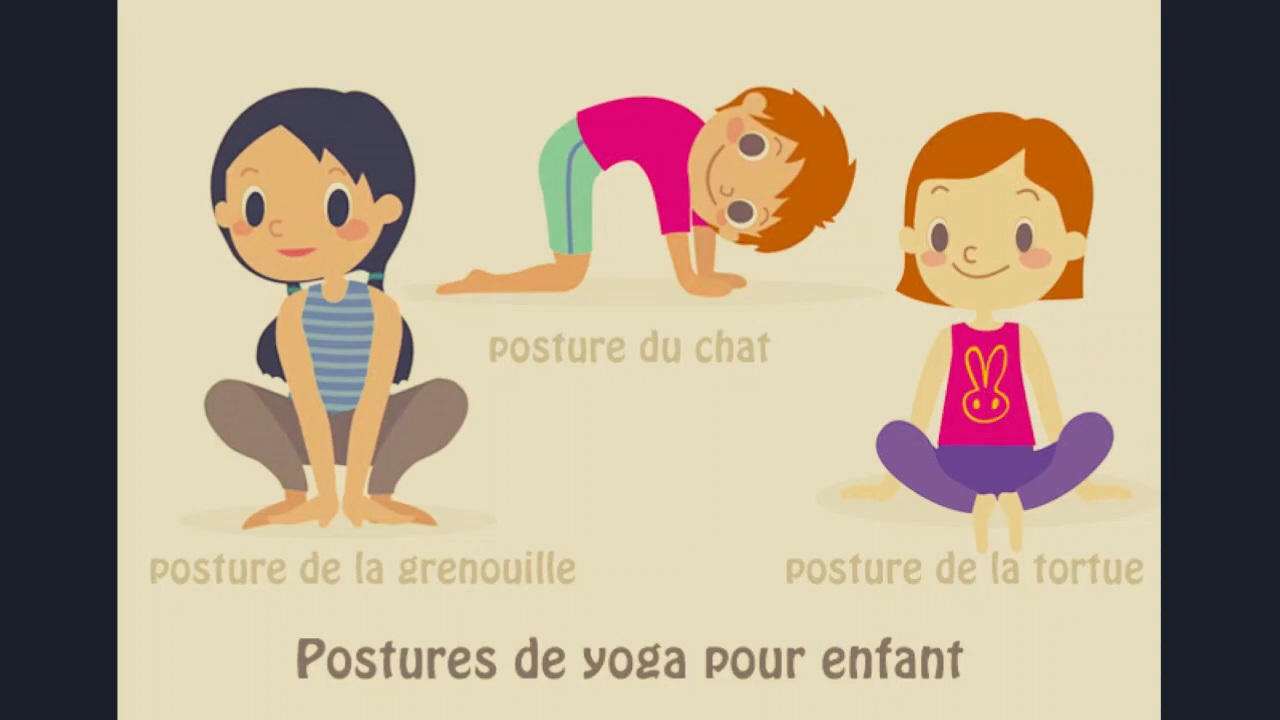 posture du chat
posture de la grenouille
posture de la tortue
Postures de yoga pour enfant